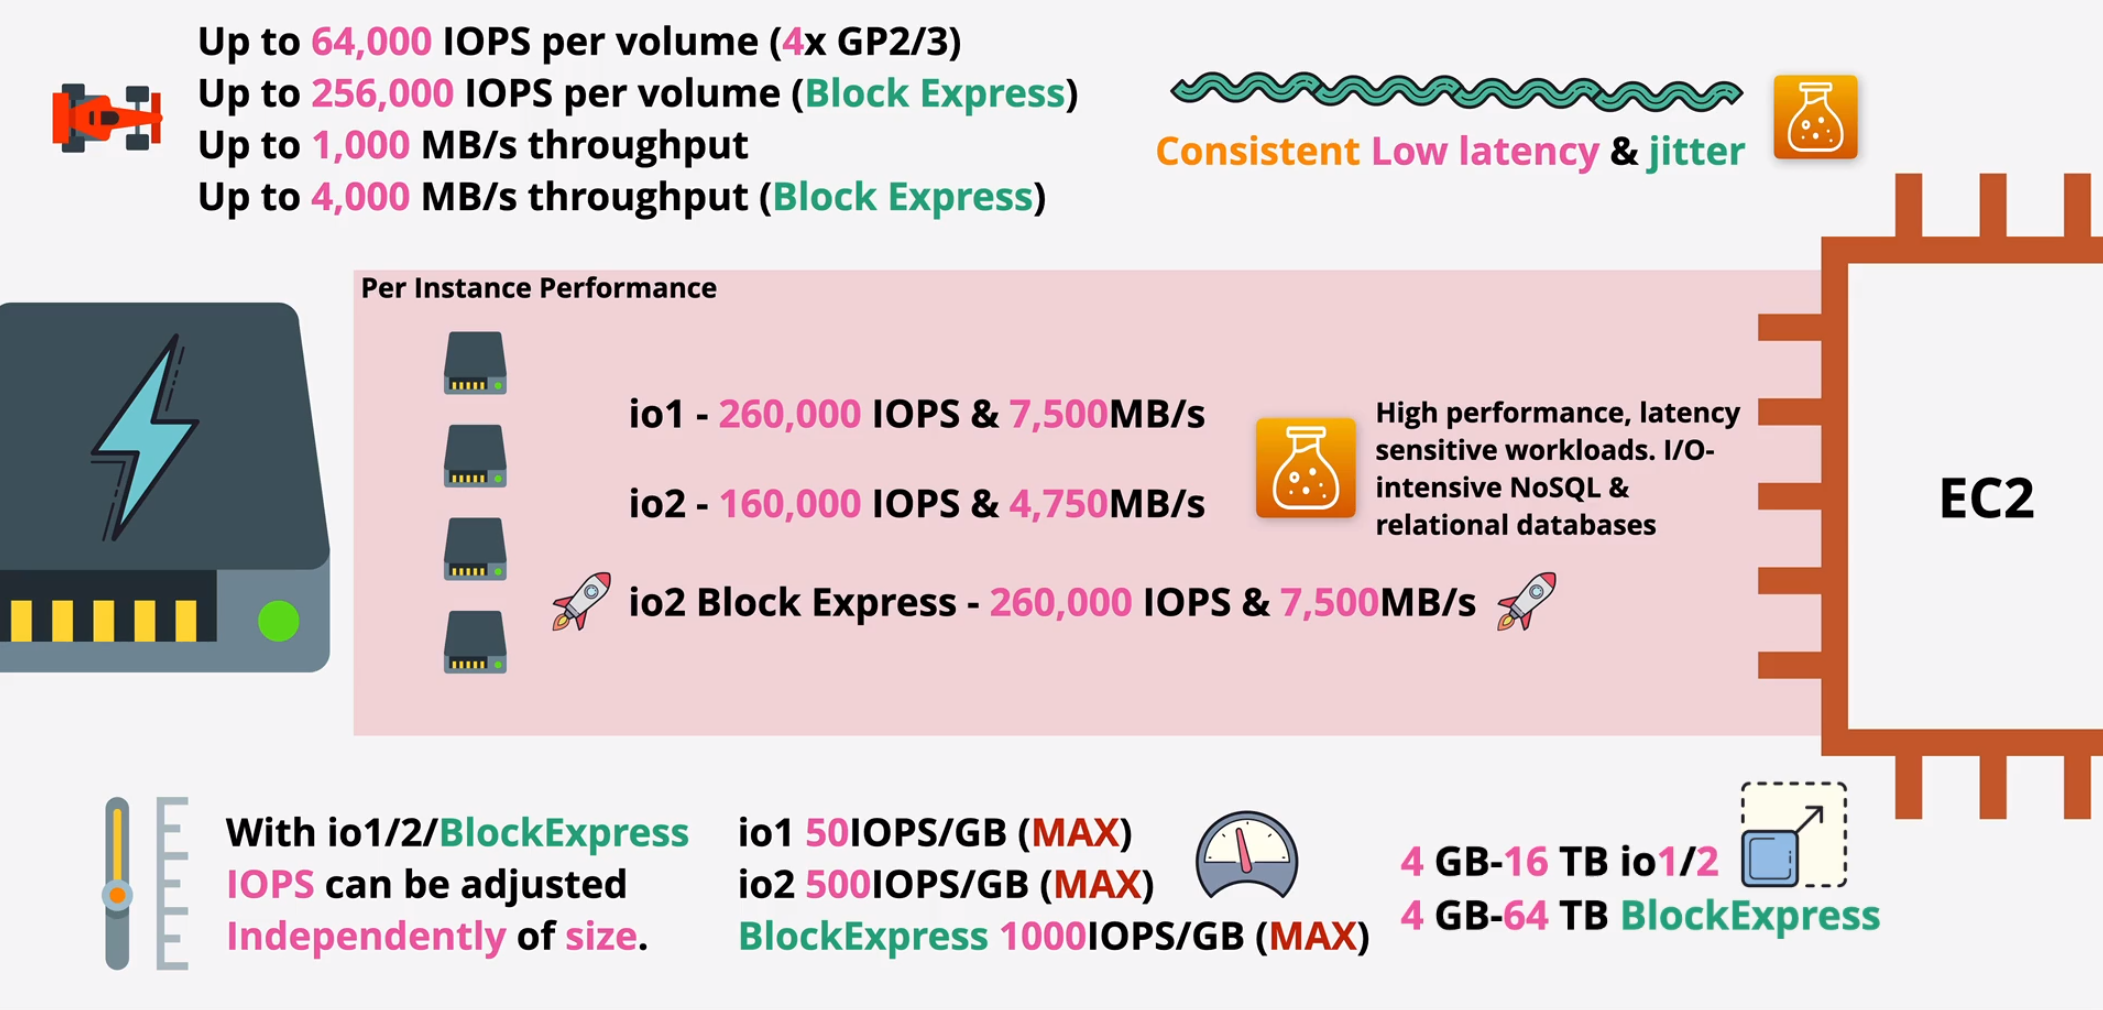 Up to 64,000 IOPS per volume (4x GP2/3)
Up to 256,000 IOPS per volume (Block Express)
Up to 1,000 MB/s throughput
Up to 4,000 MB/s throughput (Block Express)
Consistent Low latency & jitter
Per Instance Performance
io1 - 260,000 IOPS & 7,500MB/s
io2 - 160,000 IOPS & 4,750MB/s
io2 Block Express - 260,000 IOPS & 7,500MB/s
High performance, latency
sensitive workloads. I/O-
intensive NoSQL &
relational databases
EC2
With io1/2/BlockExpress
IOPS can be adjusted
Independently of size.
io1 50IOPS/GB (MAX)
io2 500IOPS/GB (MAX)
BlockExpress 1000IOPS/GB (MAX)
4 GB-16 TB io1/2
4 GB-64 TB BlockExpress